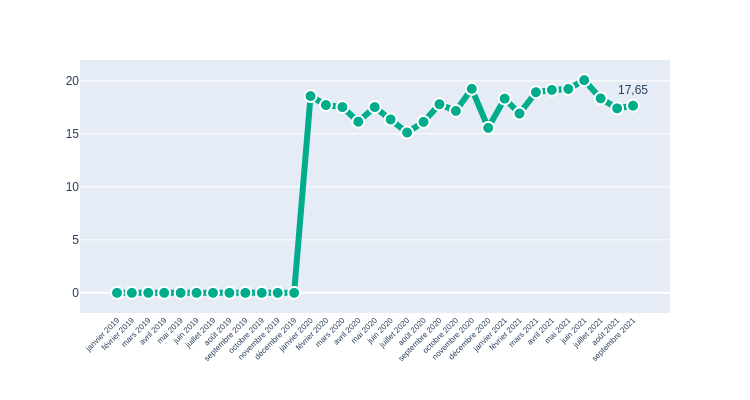 20
15
10
5
0
17,65
janvier 2019
février 2019
mars 2019
avril 2019
mai 2019
juin 2019
juillet 2019
août 2019
septembre 2019
octobre 2019
novembre 2019
décembre 2019
janvier 2020
février 2020
mars 2020
avril 2020
mai 2020
juin 2020
juillet 2020
août 2020
septembre 2020
octobre 2020
novembre 2020
décembre 2020
janvier 2021
février 2021
mars 2021
avril 2021
mai 2021
juin 2021
juillet 2021
août 2021
septembre 2021